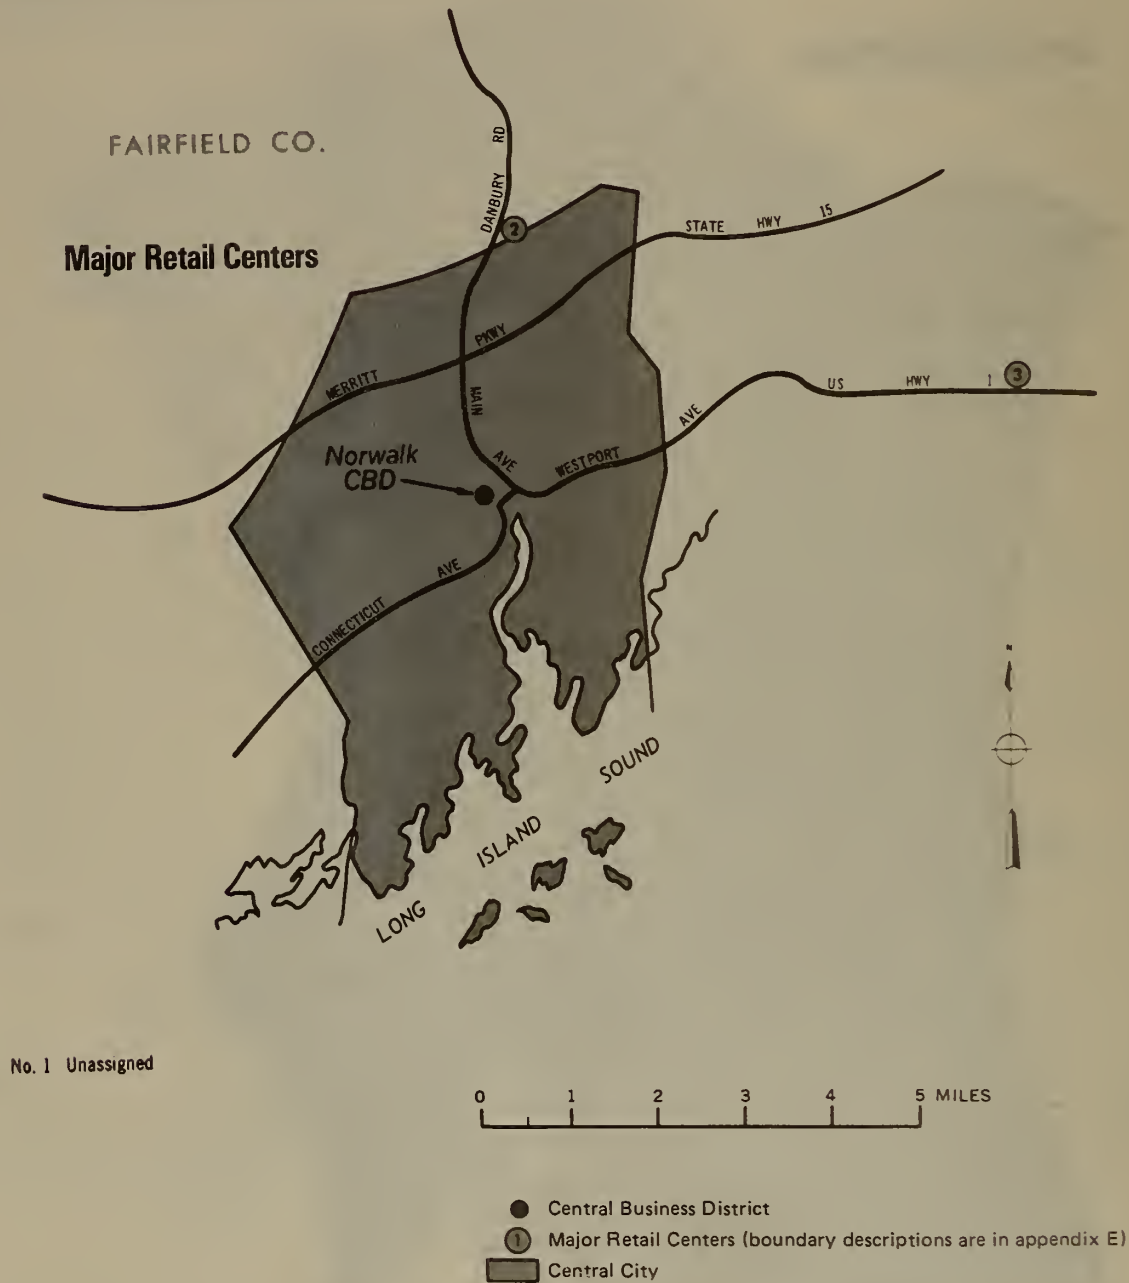 FAIRFIELD CO.
Major Retail Centers
DANBURY RD
2
STATE HWY 15
MERRITT PKWY
MAIN AVE
US HWY 1
3
WESTPORT AVE
Norwalk
CBD
CONNECTICUT AVE
LONG ISLAND SOUND
No. 1 Unassigned
0 1 2 3 4 5 MILES
Central Business District
1 Major Retail Centers (boundary descriptions are in appendix E)
Central City